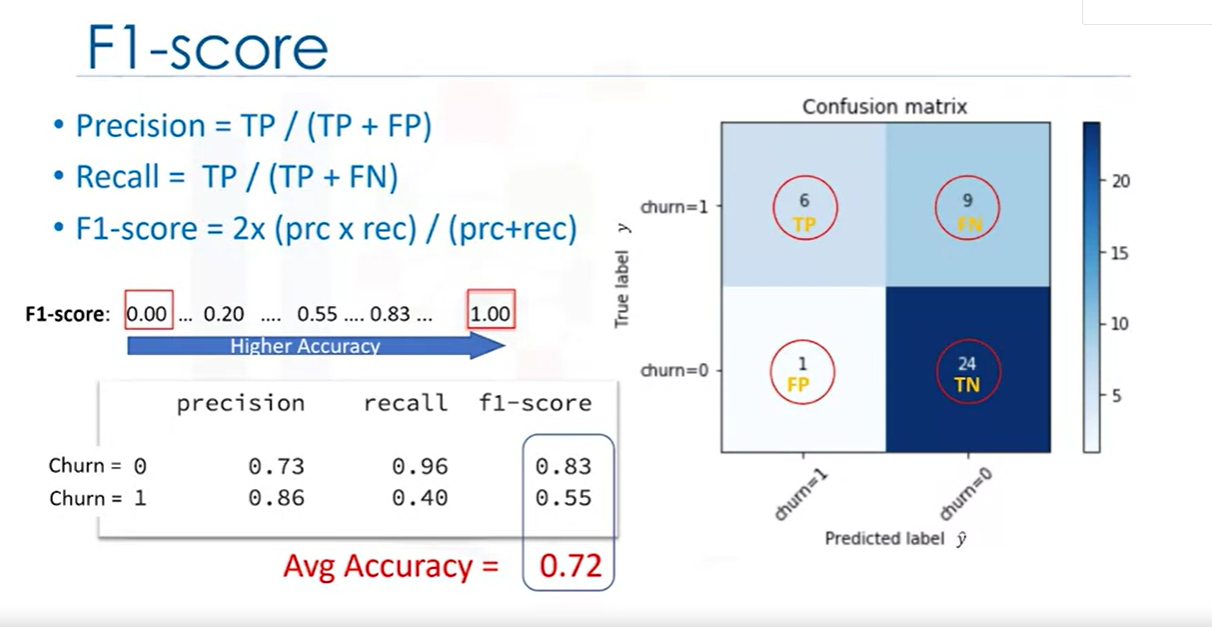 F1-score
• Precision = TP / (TP + FP)
• Recall = TP / (TP + FN)
• F1-score = 2x (prc x rec) / (prc+rec)
F1-score: 0.00 ... 0.20 .... 0.55 .... 0.83 ... 1.00
Higher Accuracy
precision recall f1-score
Churn = 0 0.73 0.96 0.83
Churn = 1 0.86 0.40 0.55
Avg Accuracy = 0.72
Confusion matrix
True label y
churn=1
6
TP
9
FN
churn=0
1
FP
24
TN
churn=1
churn=0
Predicted label ŷ
20
15
10
5